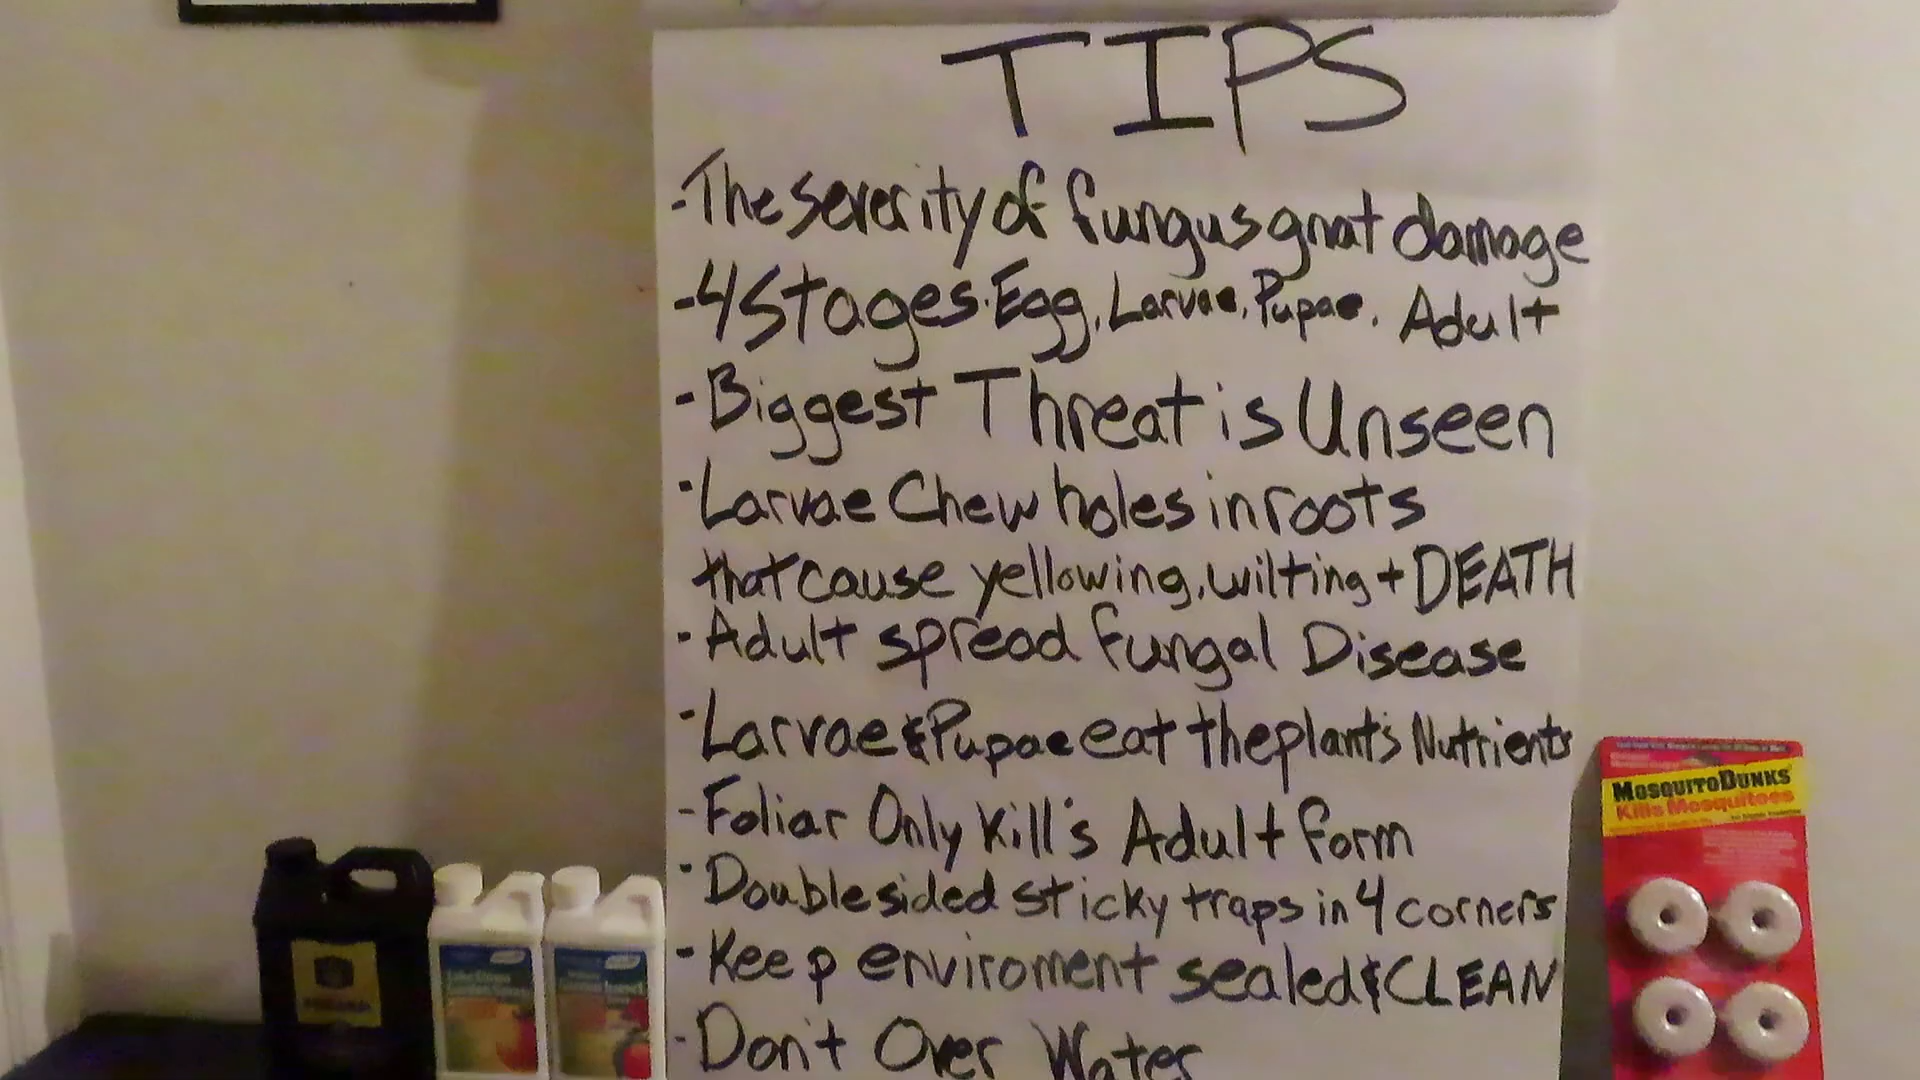 TIPS
-The severity of fungus gnat damage
-4 Stages. Egg, Larvae, Pupae, Adult
-Biggest Threat is Unseen
-Larvae Chew holes in roots
that cause yellowing, wilting + DEATH
-Adult spread fungal Disease
-Larvae & Pupae eat the plant's Nutrients
-Foliar Only Kill's Adult form
-Double sided sticky traps in 4 corners
-Keep enviroment sealed & CLEAN
-Don't Over Water
MOSQUITO DUNKS
Kills Mosquitoes